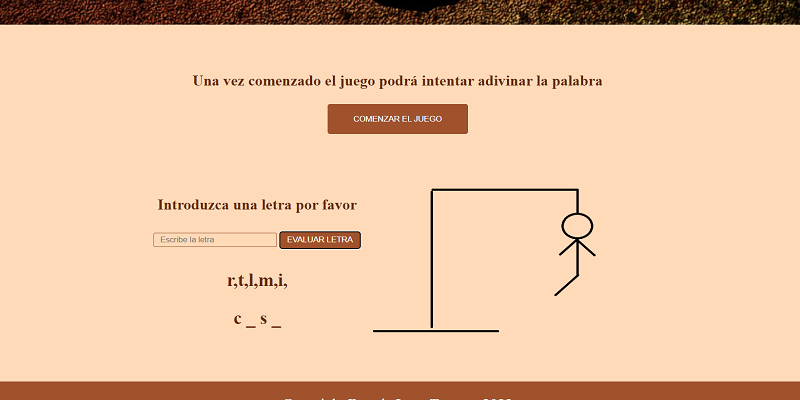 Una vez comenzado el juego podrá intentar adivinar la palabra
COMENZAR EL JUEGO
Introduzca una letra por favor
Escribe la letra
EVALUAR LETRA
r,t,l,m,i,
c _ s _